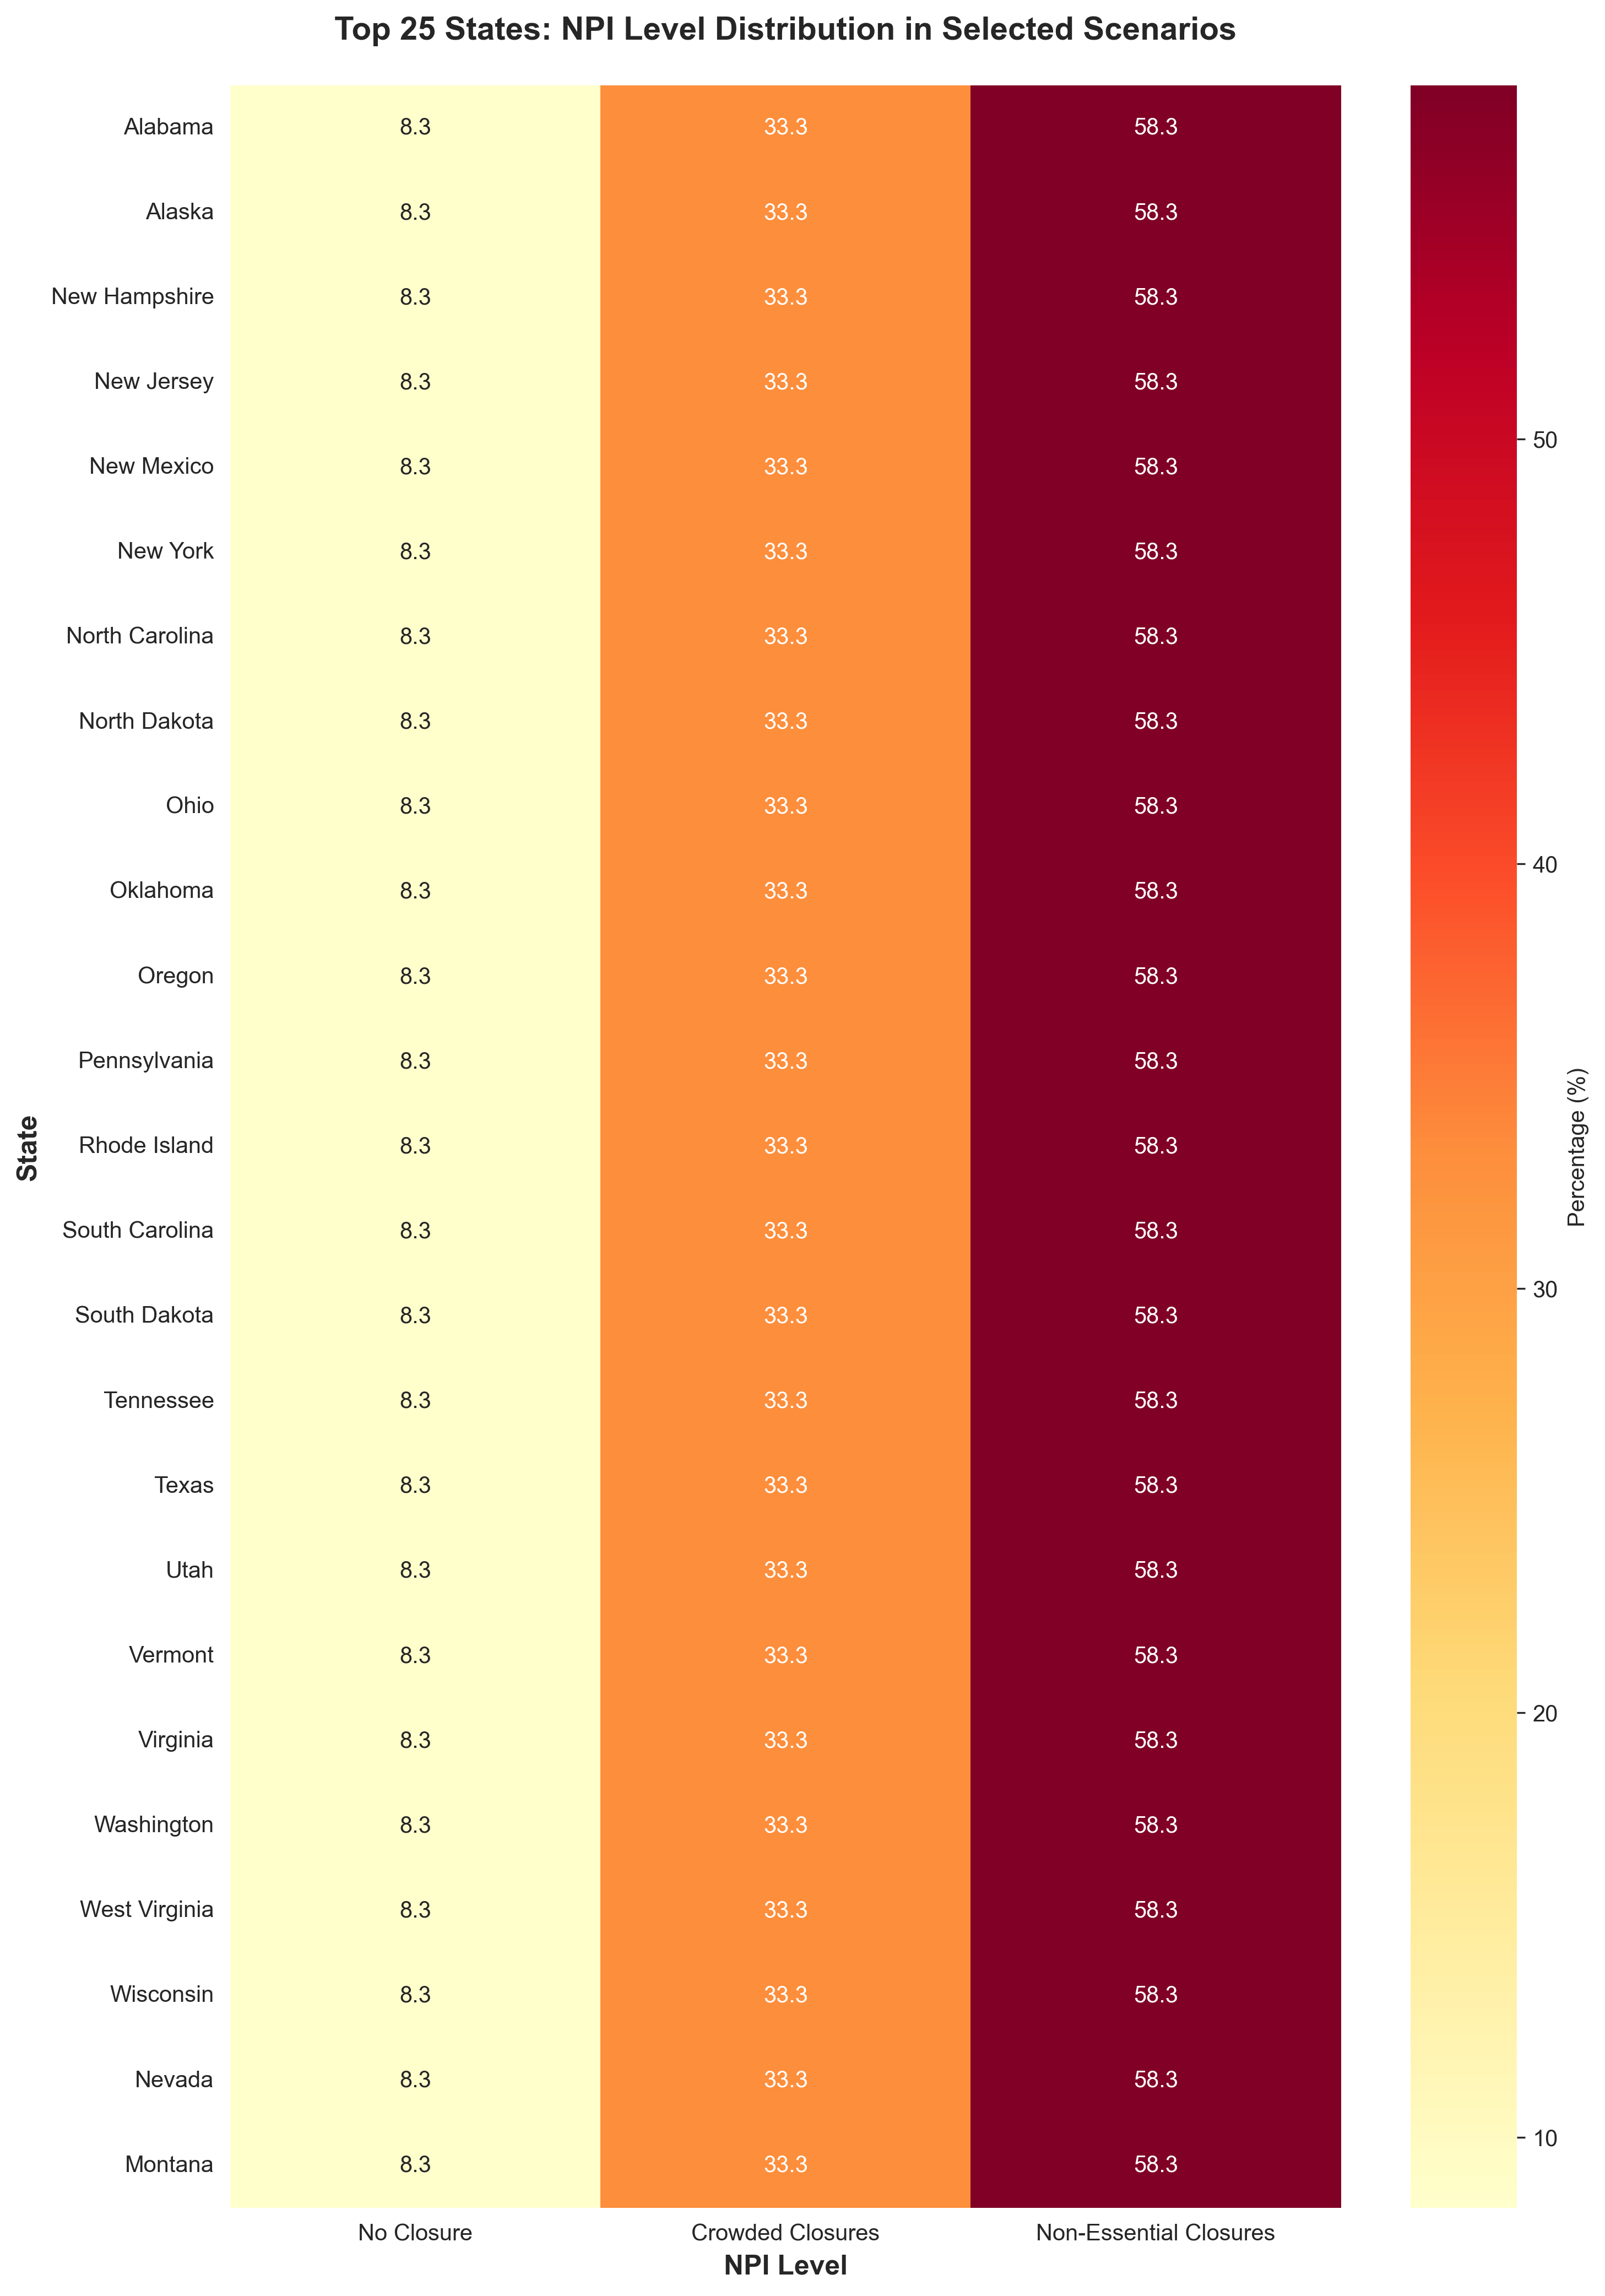 Top 25 States: NPI Level Distribution in Selected Scenarios
Alabama 8.3 33.3 58.3
Alaska 8.3 33.3 58.3
New Hampshire 8.3 33.3 58.3
New Jersey 8.3 33.3 58.3
New Mexico 8.3 33.3 58.3
New York 8.3 33.3 58.3
North Carolina 8.3 33.3 58.3
North Dakota 8.3 33.3 58.3
Ohio 8.3 33.3 58.3
Oklahoma 8.3 33.3 58.3
Oregon 8.3 33.3 58.3
Pennsylvania 8.3 33.3 58.3
Rhode Island 8.3 33.3 58.3
South Carolina 8.3 33.3 58.3
South Dakota 8.3 33.3 58.3
Tennessee 8.3 33.3 58.3
Texas 8.3 33.3 58.3
Utah 8.3 33.3 58.3
Vermont 8.3 33.3 58.3
Virginia 8.3 33.3 58.3
Washington 8.3 33.3 58.3
West Virginia 8.3 33.3 58.3
Wisconsin 8.3 33.3 58.3
Nevada 8.3 33.3 58.3
Montana 8.3 33.3 58.3
No Closure Crowded Closures Non-Essential Closures
NPI Level
State
50
40
30
20
10
Percentage (%)